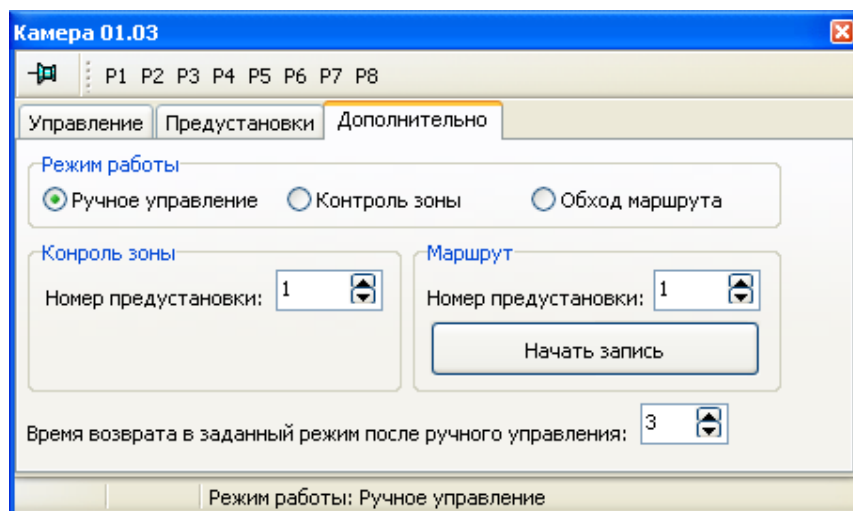 Камера 01.03
P1 P2 P3 P4 P5 P6 P7 P8
Управление Предустановки Дополнительно
Режим работы
Ручное управление Контроль зоны Обход маршрута
Конроль зоны Маршрут
Номер предустановки: 1 Номер предустановки: 1
Начать запись
Время возврата в заданный режим после ручного управления: 3
Режим работы: Ручное управление